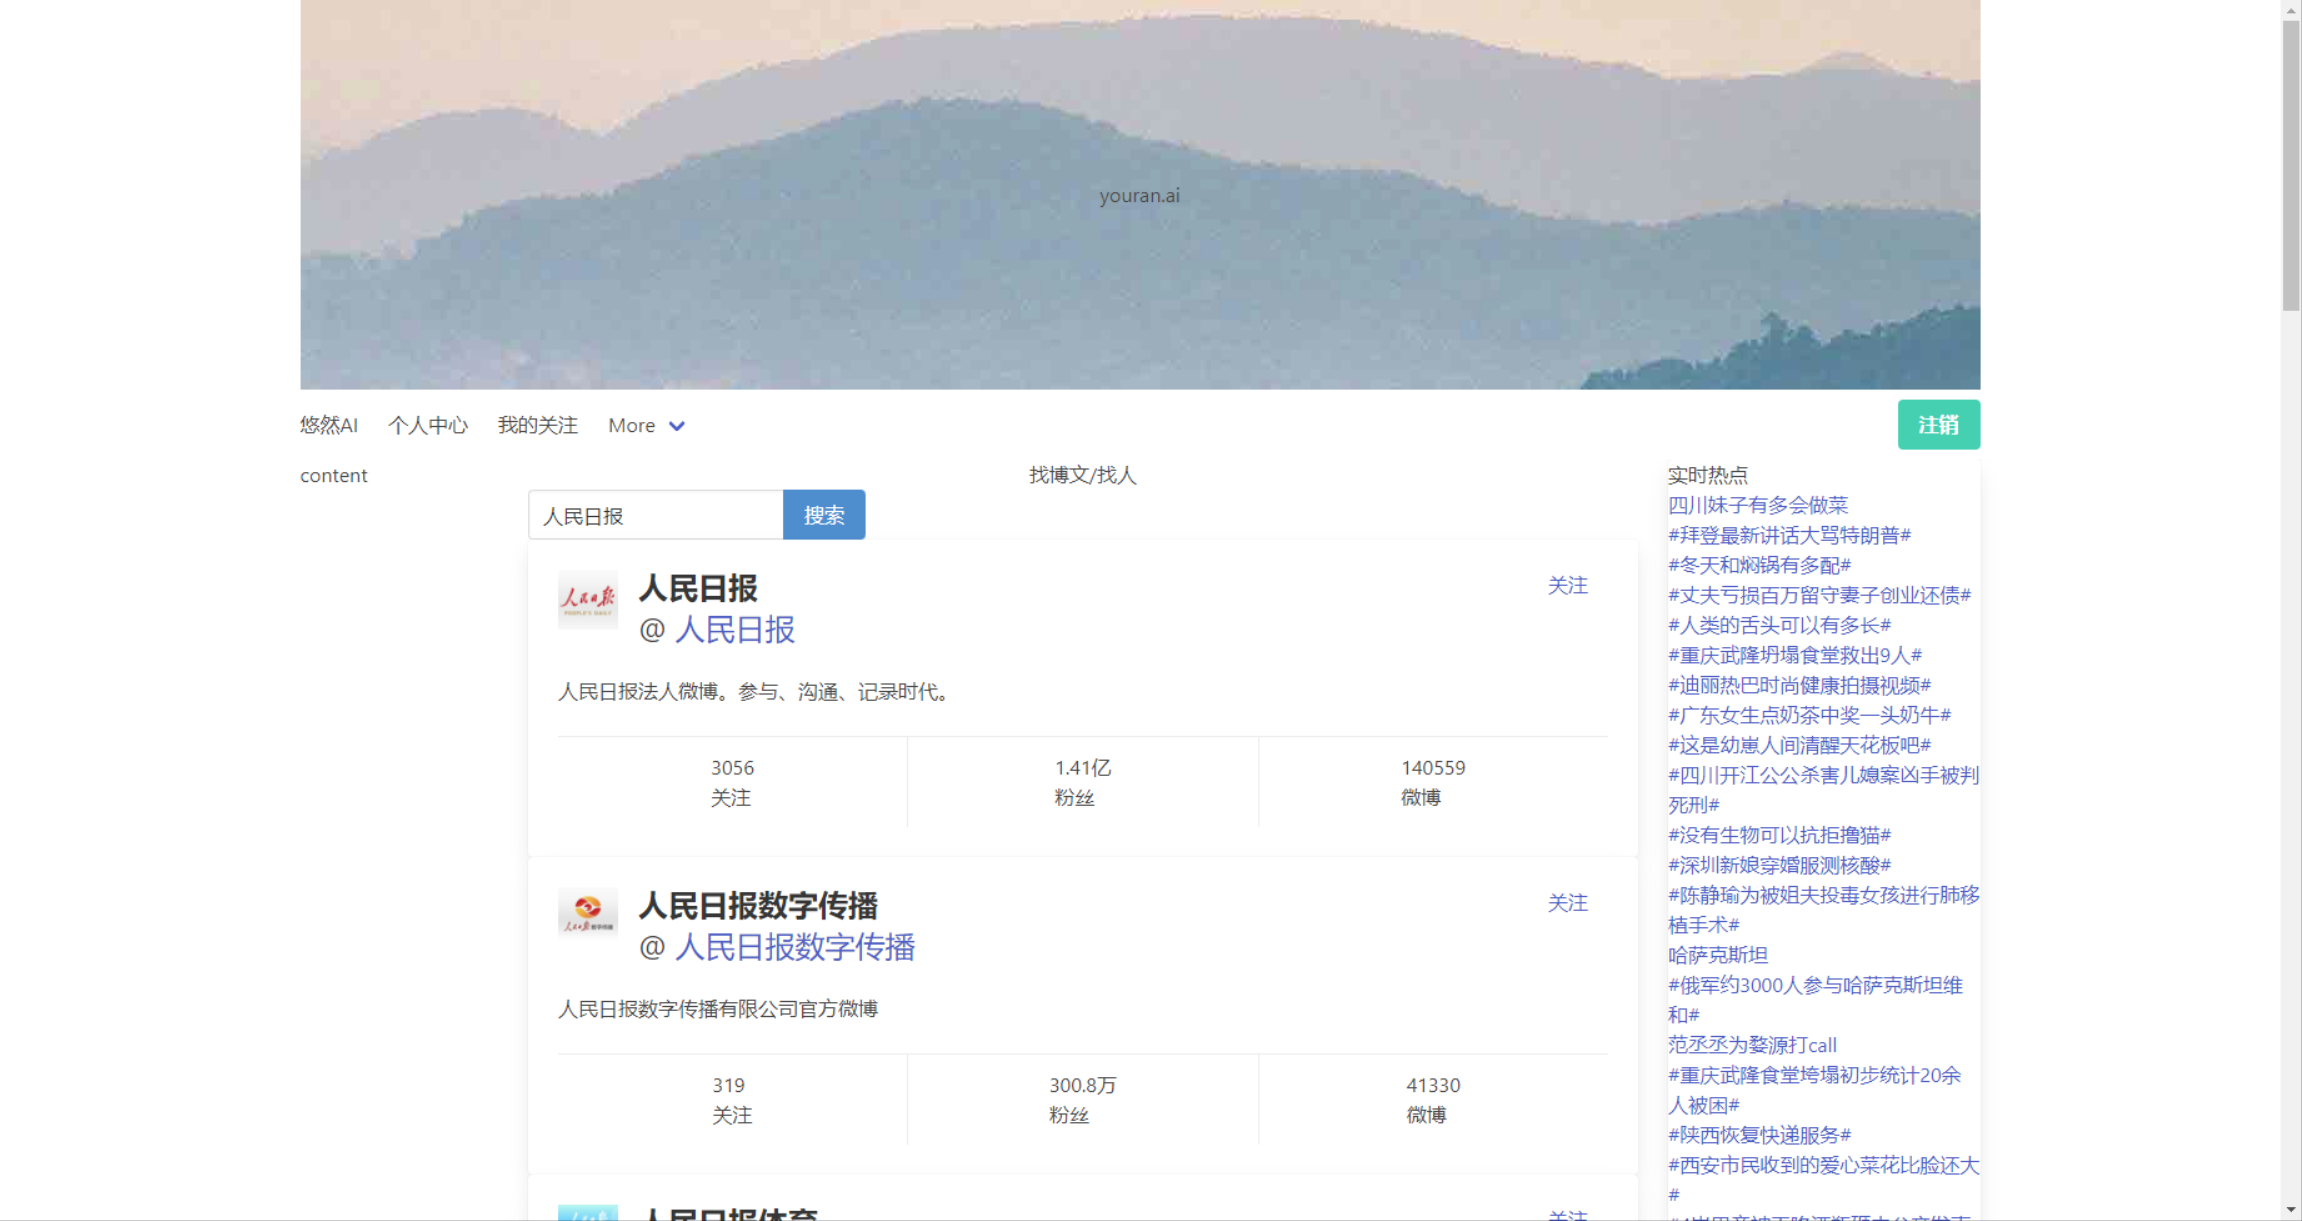 youran.ai
悠然AI 个人中心 我的关注 More 注销
content
找博文/找人
人民日报 搜索
人民日报 关注
@ 人民日报
人民日报法人微博。参与、沟通、记录时代。
3056 1.41亿 140559
关注 粉丝 微博
人民日报数字传播 关注
@ 人民日报数字传播
人民日报数字传播有限公司官方微博
319 300.8万 41330
关注 粉丝 微博
人民日报体育 关注
实时热点
四川妹子有多会做菜
#拜登最新讲话大骂特朗普#
#冬天和焖锅有多配#
#丈夫亏损百万留守妻子创业还债#
#人类的舌头可以有多长#
#重庆武隆坍塌食堂救出9人#
#迪丽热巴时尚健康拍摄视频#
#广东女生点奶茶中奖一头奶牛#
#这是幼崽人间清醒天花板吧#
#四川开江公公杀害儿媳案凶手被判
死刑#
#没有生物可以抗拒撸猫#
#深圳新娘穿婚服测核酸#
#陈静瑜为被姐夫投毒女孩进行肺移
植手术#
哈萨克斯坦
#俄军约3000人参与哈萨克斯坦维
和#
范丞丞为婺源打call
#重庆武隆食堂垮塌初步统计20余
人被困#
#陕西恢复快递服务#
#西安市民收到的爱心菜花比脸还大
#